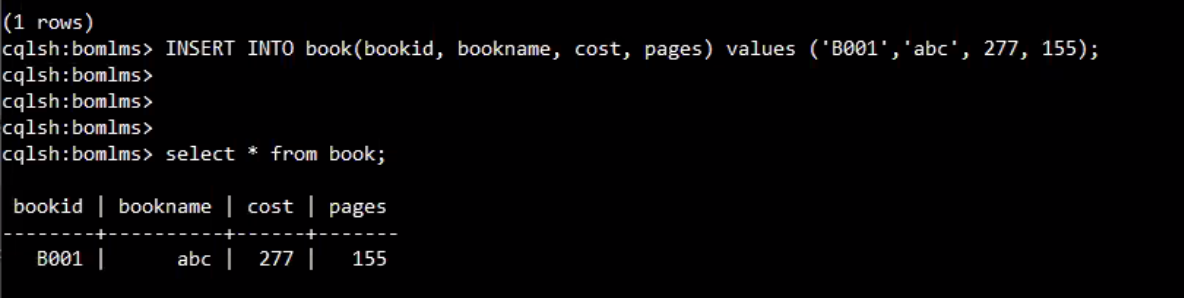 (1 rows)
cqlsh:bomlms> INSERT INTO book(bookid, bookname, cost, pages) values ('B001','abc', 277, 155);
cqlsh:bomlms>
cqlsh:bomlms>
cqlsh:bomlms>
cqlsh:bomlms> select * from book;
 bookid | bookname | cost | pages
--------+----------+------+-------
   B001 |      abc |  277 |   155